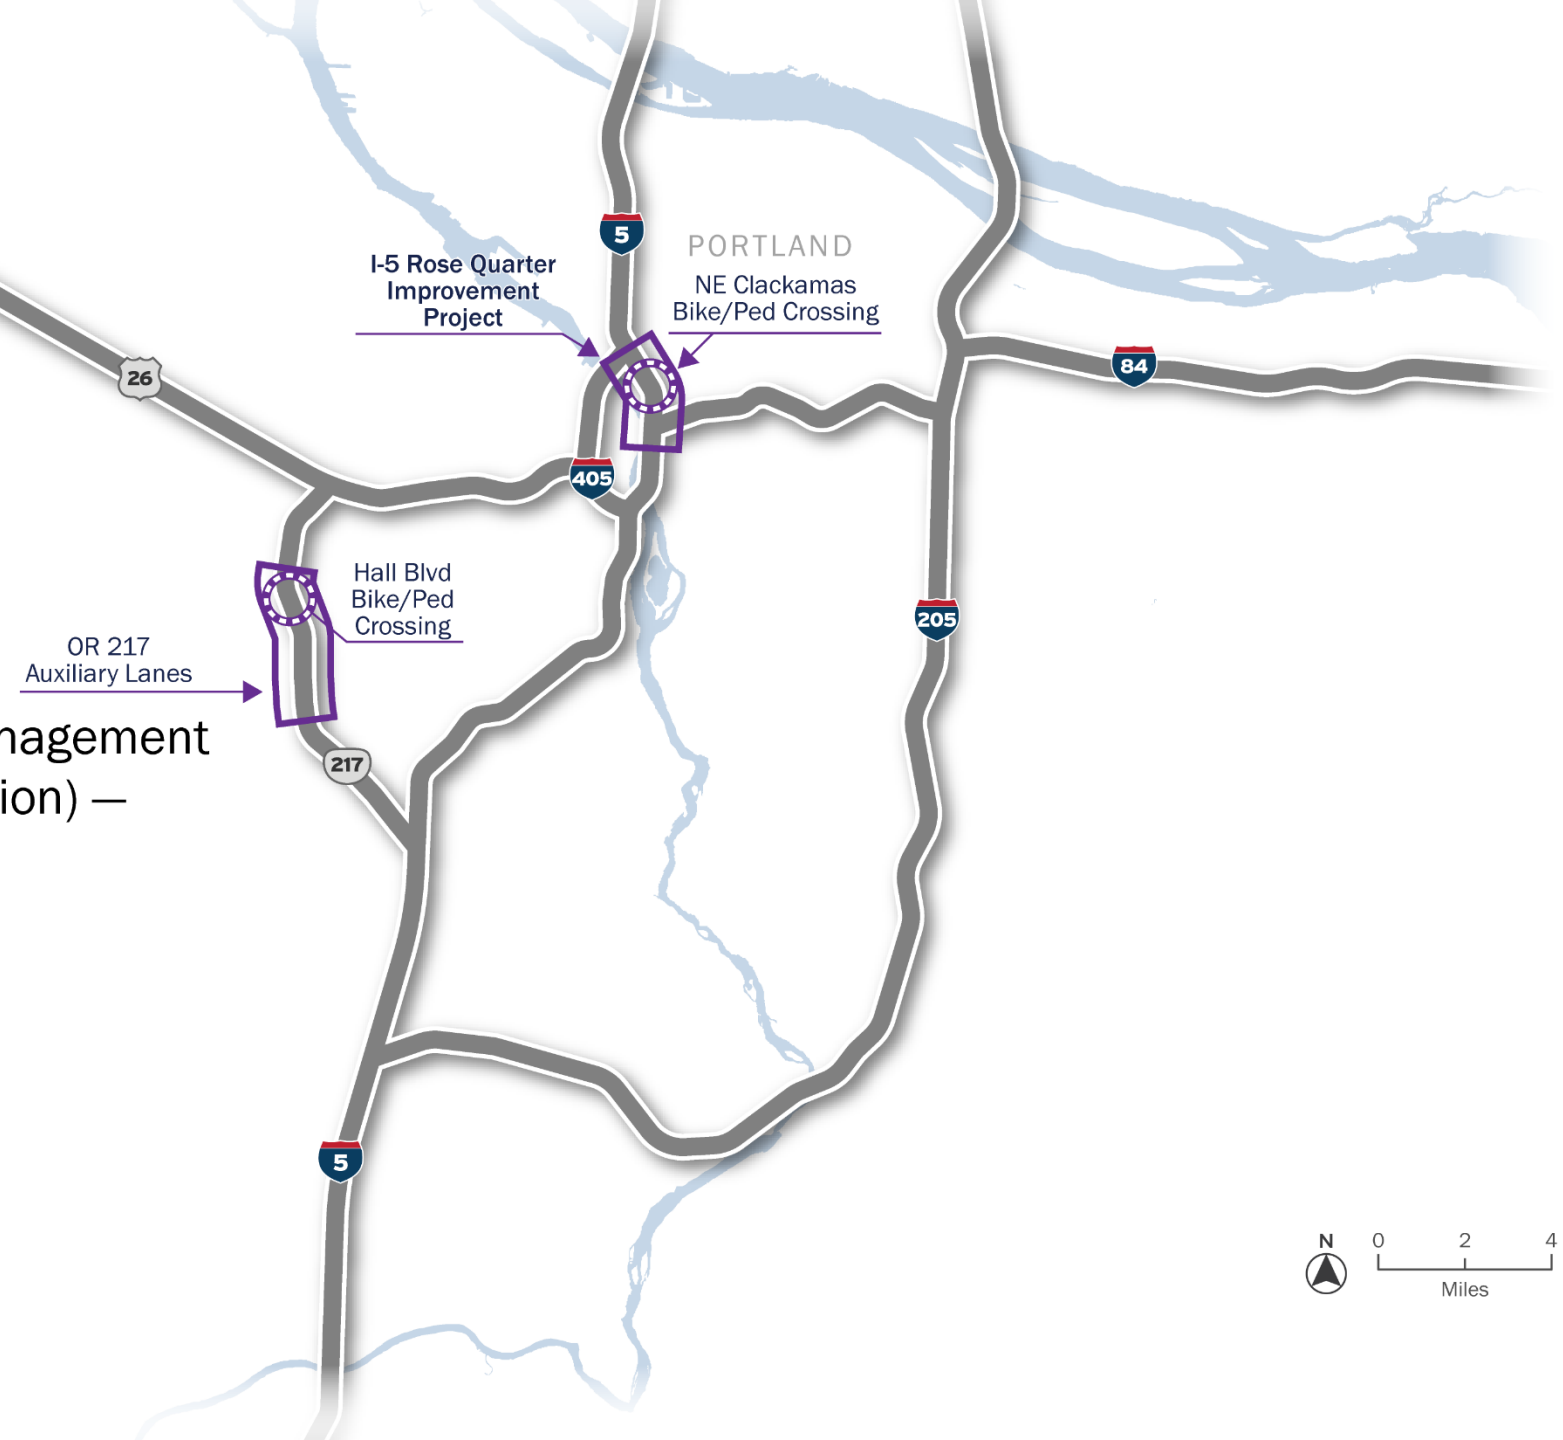 5
PORTLAND
I-5 Rose Quarter
Improvement
Project
NE Clackamas
Bike/Ped Crossing
26
84
405
Hall Blvd
Bike/Ped
Crossing
205
OR 217
Auxiliary Lanes
nagement
217
ion) —
5
N
0 2 4
Miles